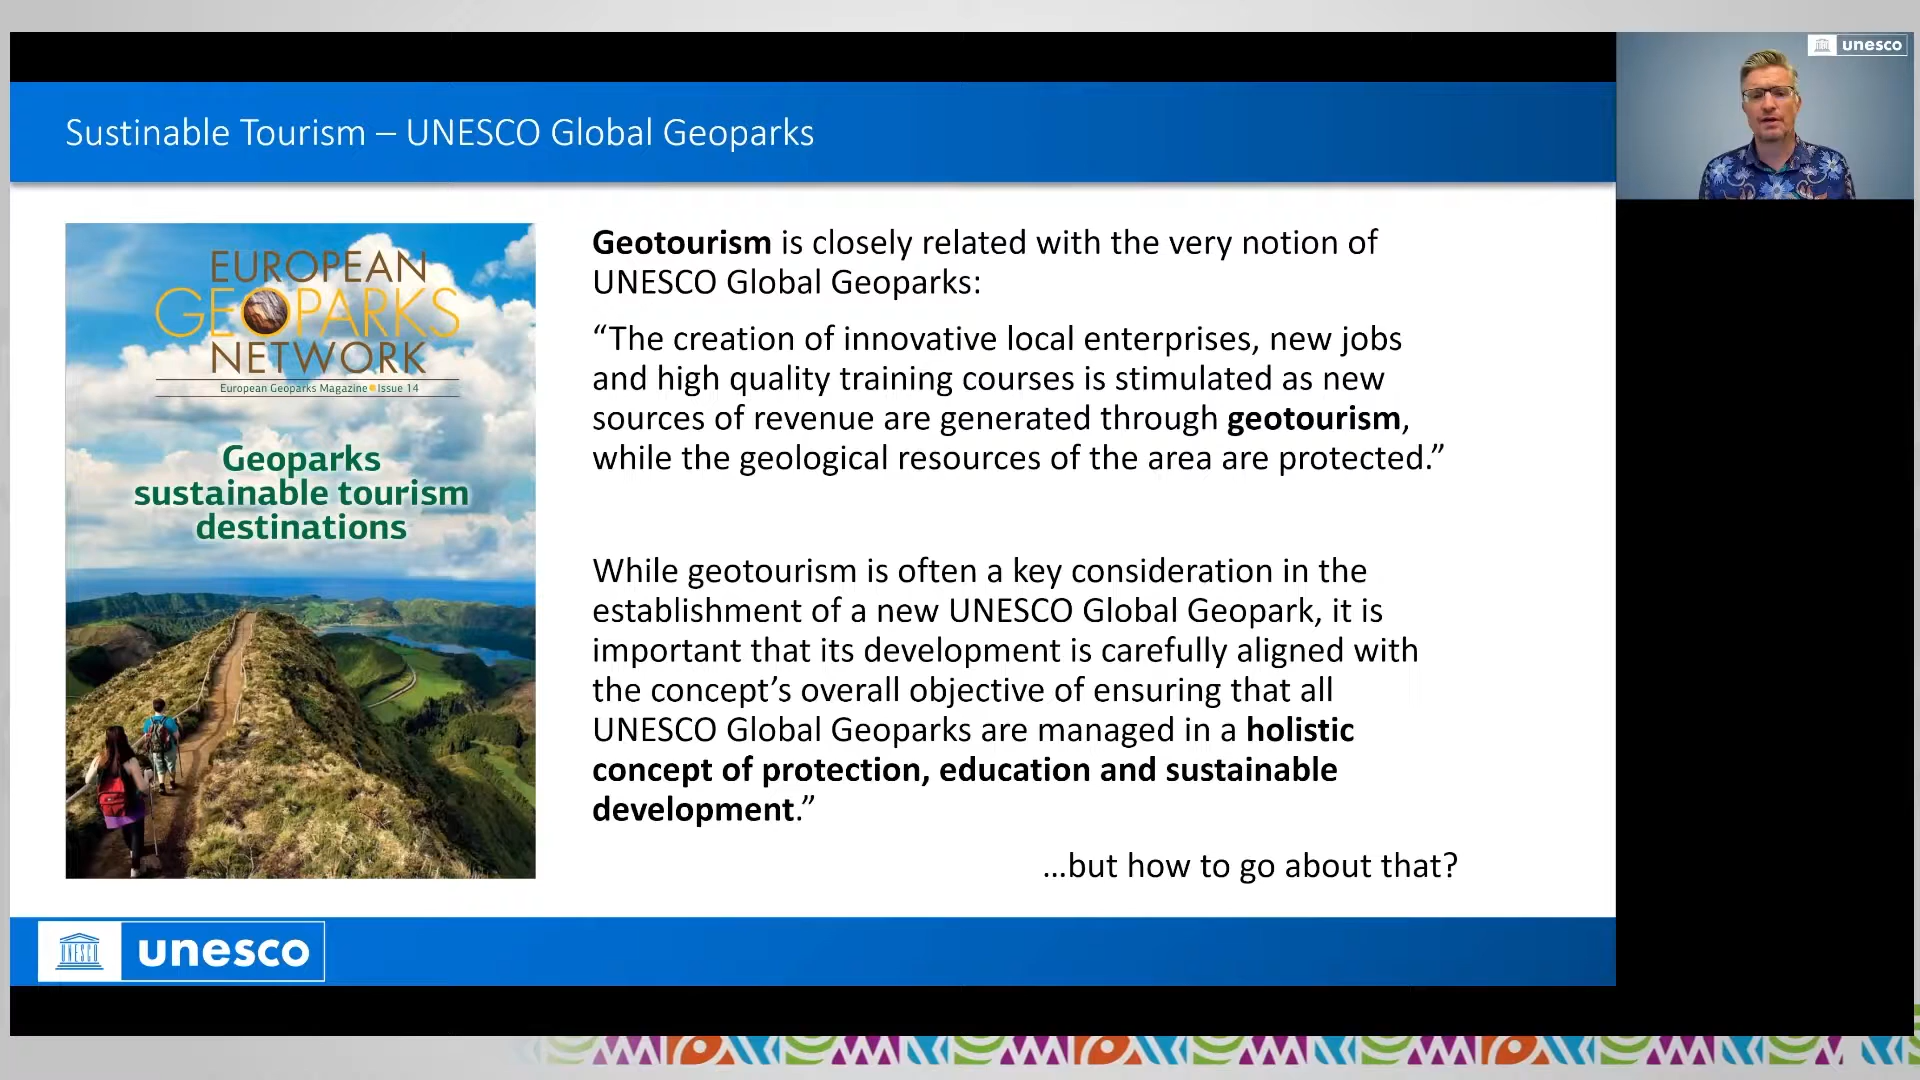 unesco
Sustinable Tourism – UNESCO Global Geoparks
EUROPEAN
GEOPARKS
NETWORK
European Geoparks Magazine Issue 14
Geoparks
sustainable tourism
destinations
Geotourism is closely related with the very notion of
UNESCO Global Geoparks:
“The creation of innovative local enterprises, new jobs
and high quality training courses is stimulated as new
sources of revenue are generated through geotourism,
while the geological resources of the area are protected.”
While geotourism is often a key consideration in the
establishment of a new UNESCO Global Geopark, it is
important that its development is carefully aligned with
the concept’s overall objective of ensuring that all
UNESCO Global Geoparks are managed in a holistic
concept of protection, education and sustainable
development.”
…but how to go about that?
UNESCO
unesco